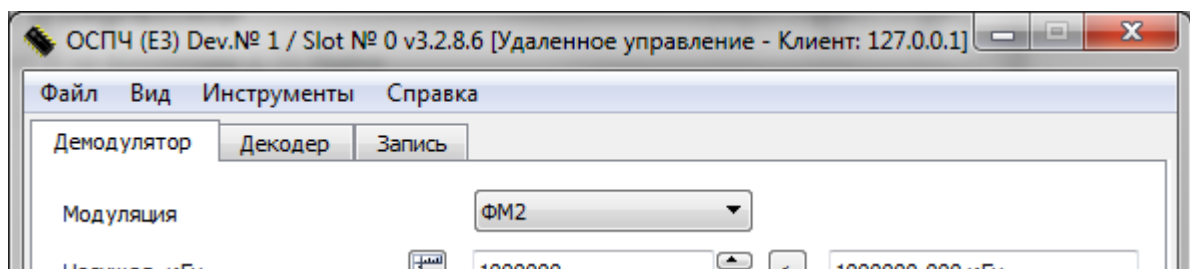 ОСПЧ (E3) Dev.№ 1 / Slot № 0 v3.2.8.6 [Удаленное управление - Клиент: 127.0.0.1]
Файл Вид Инструменты Справка
Демодулятор Декодер Запись
Модуляция ФМ2